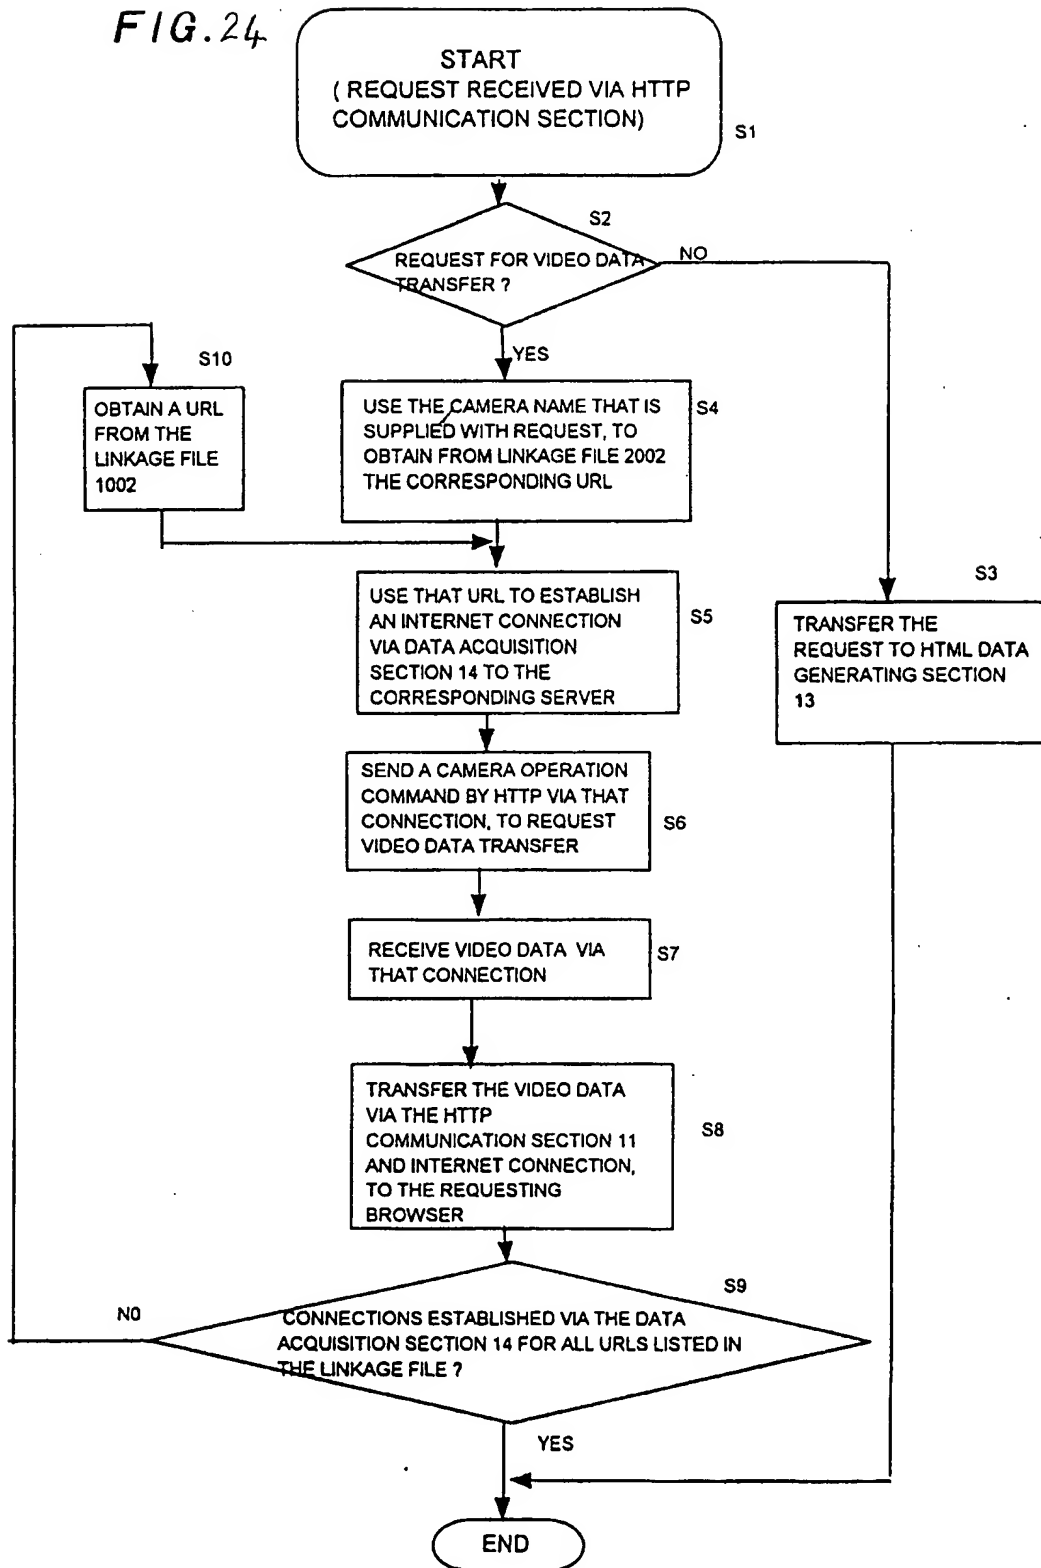 FIG.24
START
( REQUEST RECEIVED VIA HTTP
COMMUNICATION SECTION)
S1
S2
REQUEST FOR VIDEO DATA
TRANSFER ?
NO
YES
S10
OBTAIN A URL
FROM THE
LINKAGE FILE
1002
USE THE CAMERA NAME THAT IS
SUPPLIED WITH REQUEST, TO
OBTAIN FROM LINKAGE FILE 2002
THE CORRESPONDING URL
S4
USE THAT URL TO ESTABLISH
AN INTERNET CONNECTION
VIA DATA ACQUISITION
SECTION 14 TO THE
CORRESPONDING SERVER
S5
S3
TRANSFER THE
REQUEST TO HTML DATA
GENERATING SECTION
13
SEND A CAMERA OPERATION
COMMAND BY HTTP VIA THAT
CONNECTION, TO REQUEST
VIDEO DATA TRANSFER
S6
RECEIVE VIDEO DATA VIA
THAT CONNECTION
S7
TRANSFER THE VIDEO DATA
VIA THE HTTP
COMMUNICATION SECTION 11
AND INTERNET CONNECTION,
TO THE REQUESTING
BROWSER
S8
S9
N0
CONNECTIONS ESTABLISHED VIA THE DATA
ACQUISITION SECTION 14 FOR ALL URLS LISTED IN
THE LINKAGE FILE ?
YES
END